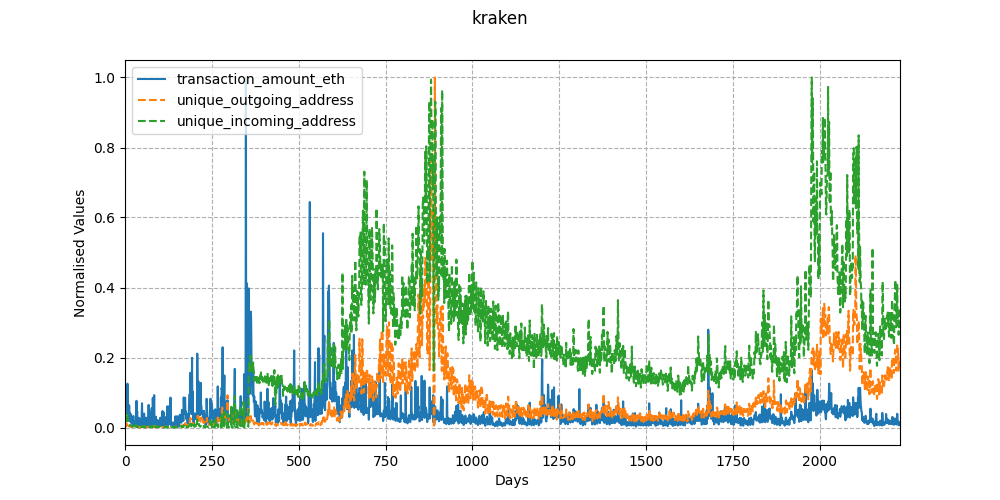 kraken
transaction_amount_eth
unique_outgoing_address
unique_incoming_address
1.0
0.8
0.6
0.4
0.2
0.0
Normalised Values
0 250 500 750 1000 1250 1500 1750 2000
Days